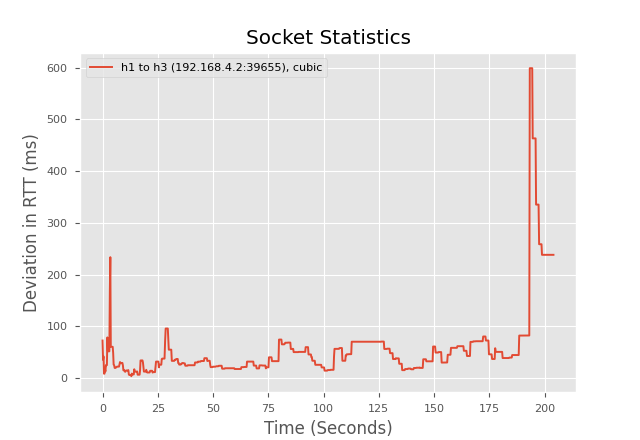 Socket Statistics
h1 to h3 (192.168.4.2:39655), cubic
Deviation in RTT (ms)
600
500
400
300
200
100
0
0 25 50 75 100 125 150 175 200
Time (Seconds)